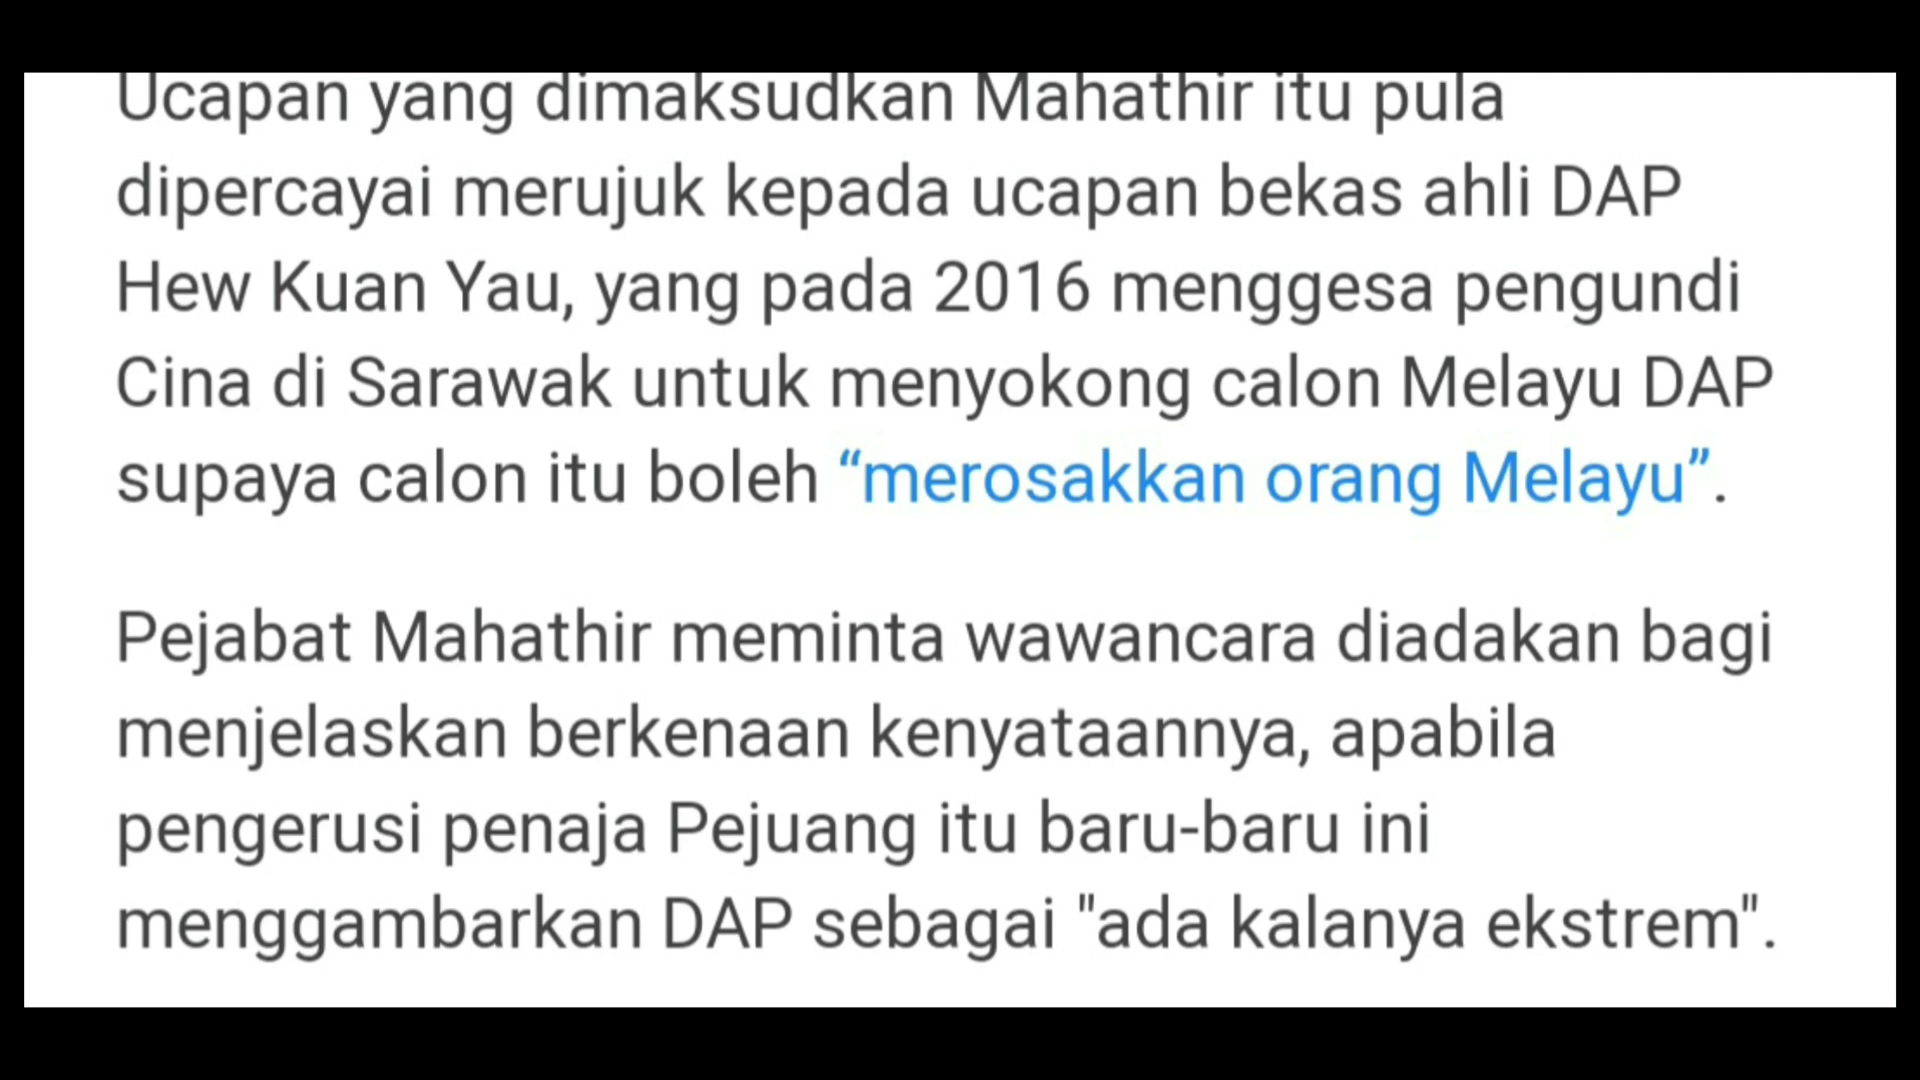 Ucapan yang dimaksudkan Mahathir itu pula
dipercayai merujuk kepada ucapan bekas ahli DAP
Hew Kuan Yau, yang pada 2016 menggesa pengundi
Cina di Sarawak untuk menyokong calon Melayu DAP
supaya calon itu boleh “merosakkan orang Melayu”.
Pejabat Mahathir meminta wawancara diadakan bagi
menjelaskan berkenaan kenyataannya, apabila
pengerusi penaja Pejuang itu baru-baru ini
menggambarkan DAP sebagai "ada kalanya ekstrem".